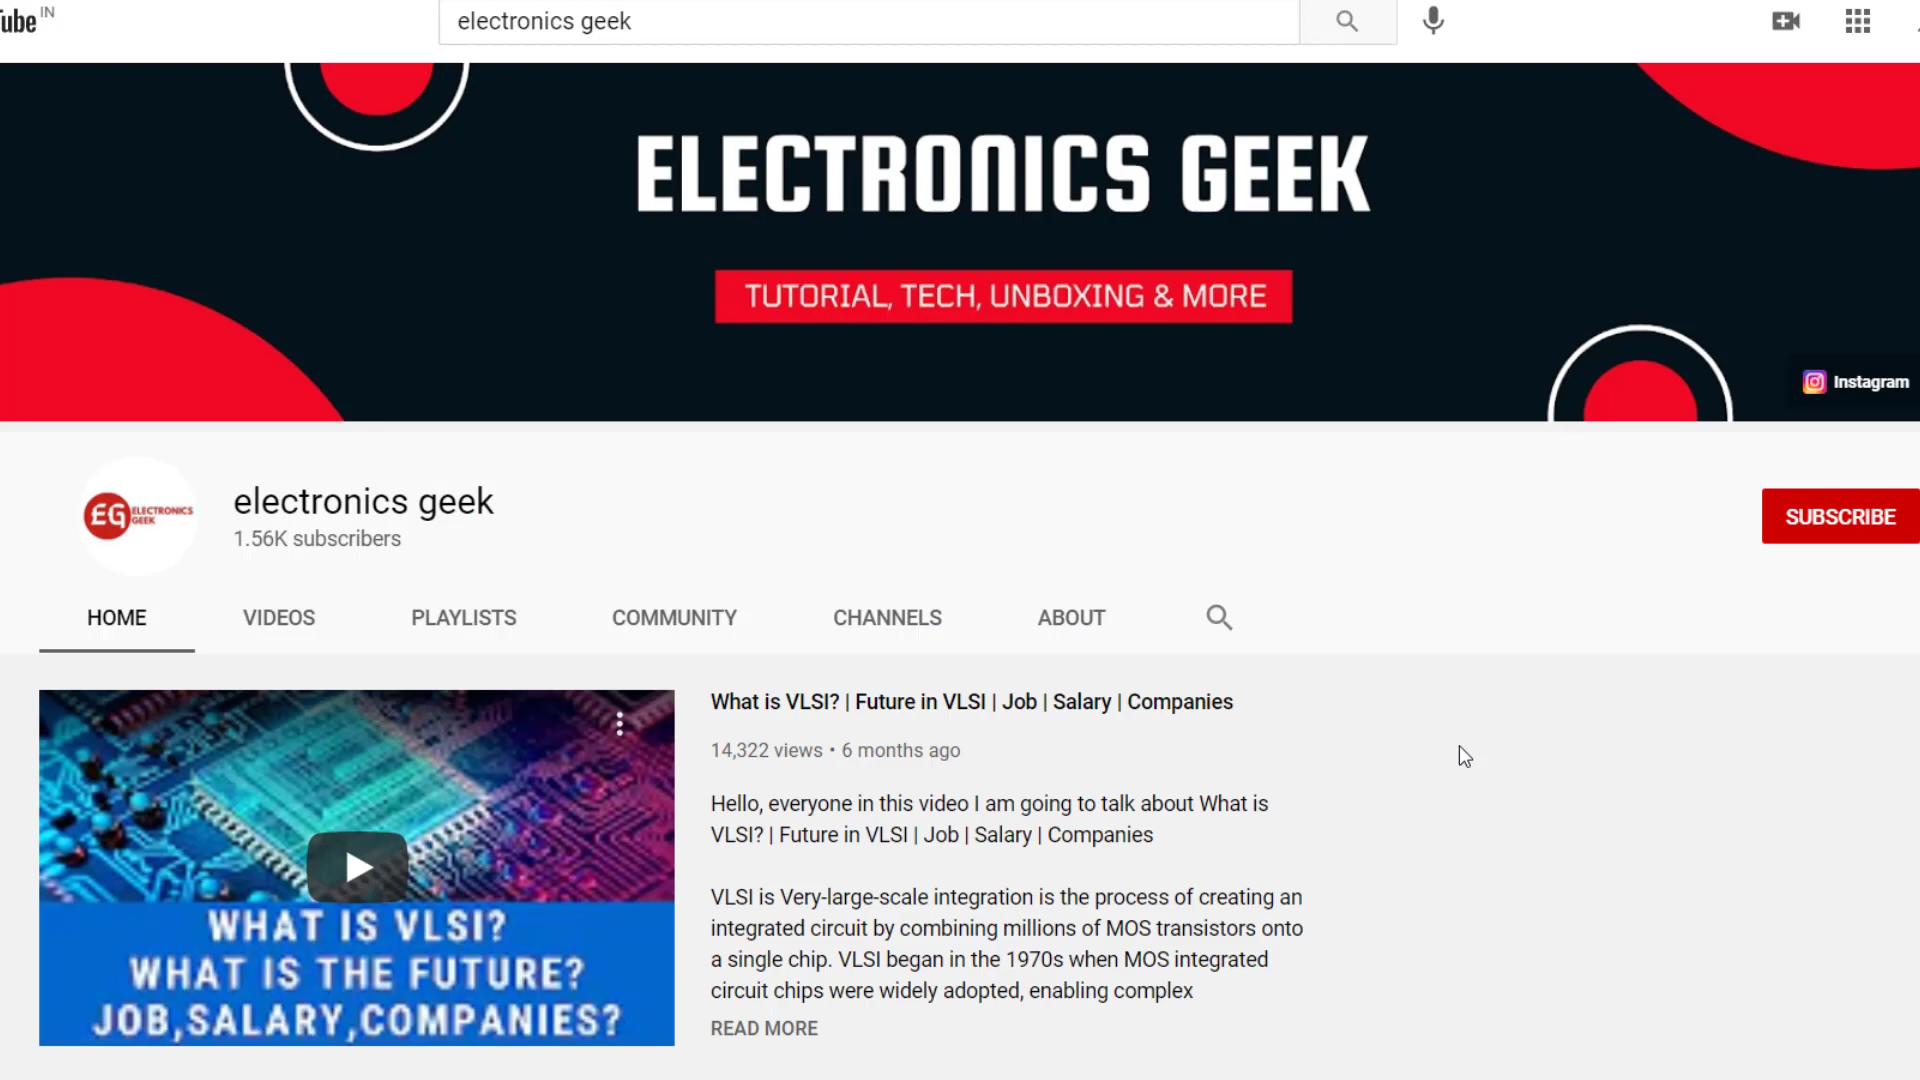 Tube IN
electronics geek
ELECTRONICS GEEK
TUTORIAL, TECH, UNBOXING & MORE
Instagram
EG ELECTRONICS
GEEK
electronics geek
1.56K subscribers
SUBSCRIBE
HOME VIDEOS PLAYLISTS COMMUNITY CHANNELS ABOUT
WHAT IS VLSI?
WHAT IS THE FUTURE?
JOB,SALARY,COMPANIES?
What is VLSI? | Future in VLSI | Job | Salary | Companies
14,322 views • 6 months ago
Hello, everyone in this video I am going to talk about What is
VLSI? | Future in VLSI | Job | Salary | Companies
VLSI is Very-large-scale integration is the process of creating an
integrated circuit by combining millions of MOS transistors onto
a single chip. VLSI began in the 1970s when MOS integrated
circuit chips were widely adopted, enabling complex
READ MORE